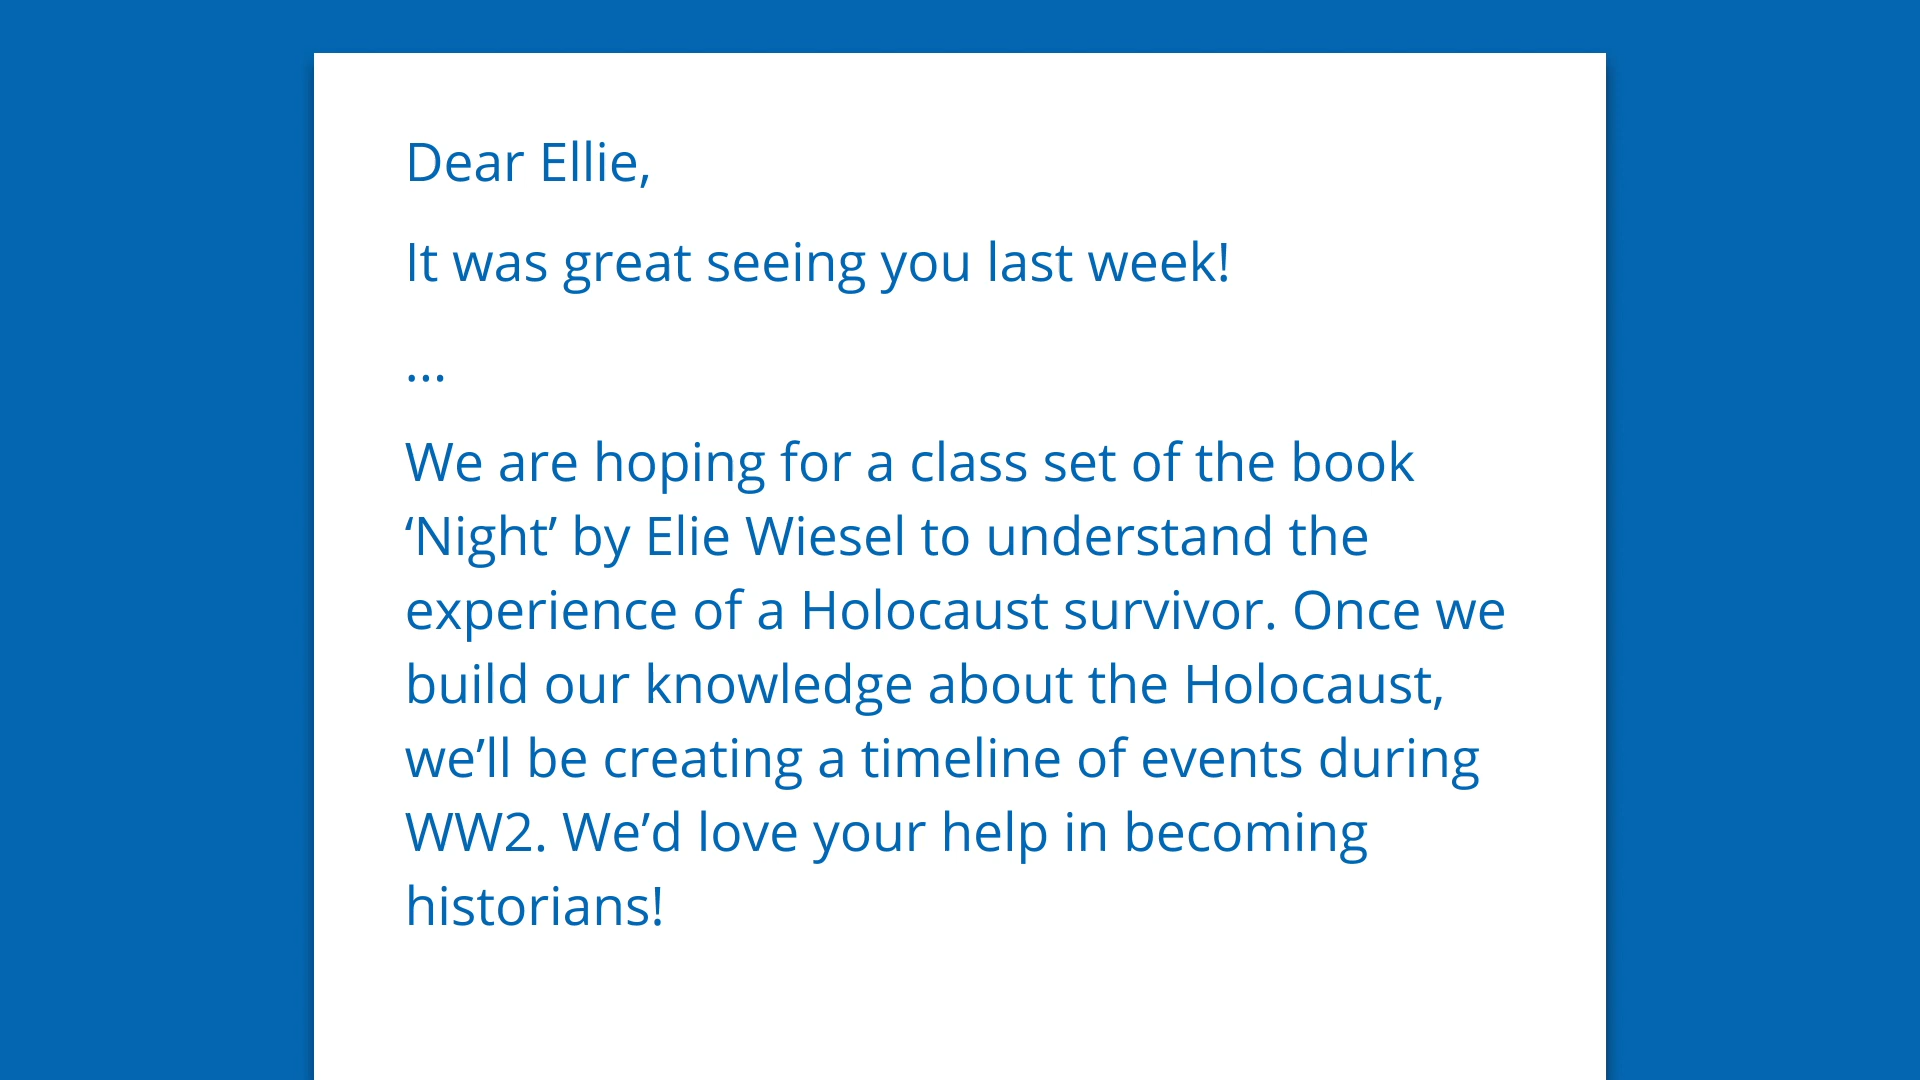 Dear Ellie,
It was great seeing you last week!
...
We are hoping for a class set of the book
‘Night’ by Elie Wiesel to understand the
experience of a Holocaust survivor. Once we
build our knowledge about the Holocaust,
we’ll be creating a timeline of events during
WW2. We’d love your help in becoming
historians!